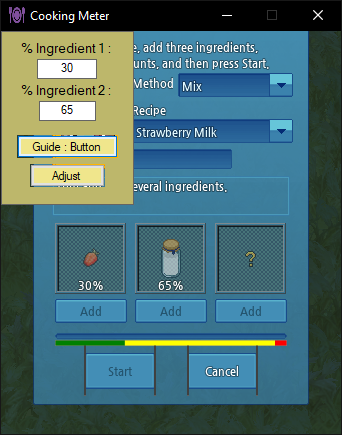 Cooking Meter
% Ingredient 1 :
30
% Ingredient 2 :
65
Guide : Button
Adjust
e, add three ingredients,
unts, and then press Start.
Method
Mix
Recipe
Strawberry Milk
several ingredients.
?
30%
65%
Add
Add
Add
Start
Cancel